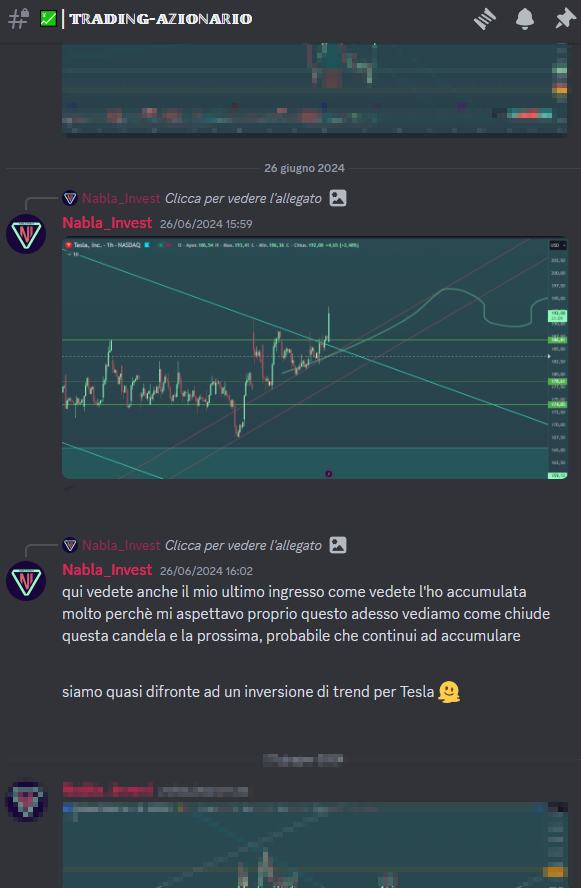 TRADING-AZIONARIO
26 giugno 2024
Nabla_Invest Clicca per vedere l'allegato
Nabla_Invest 26/06/2024 15:59
Tesla, Inc. · 1h · NASDAQ
USD
Nabla_Invest Clicca per vedere l'allegato
Nabla_Invest 26/06/2024 16:02
qui vedete anche il mio ultimo ingresso come vedete l'ho accumulata
molto perchè mi aspettavo proprio questo adesso vediamo come chiude
questa candela e la prossima, probabile che continui ad accumulare
siamo quasi difronte ad un inversione di trend per Tesla